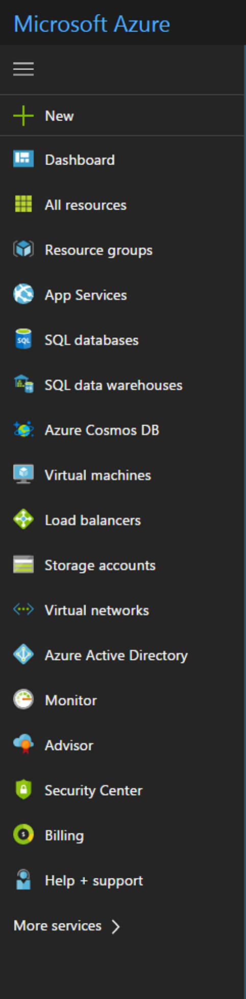 Microsoft Azure
New
Dashboard
All resources
Resource groups
App Services
SQL
SQL databases
SQL data warehouses
Azure Cosmos DB
Virtual machines
Load balancers
Storage accounts
Virtual networks
Azure Active Directory
Monitor
Advisor
Security Center
$
Billing
Help + support
More services